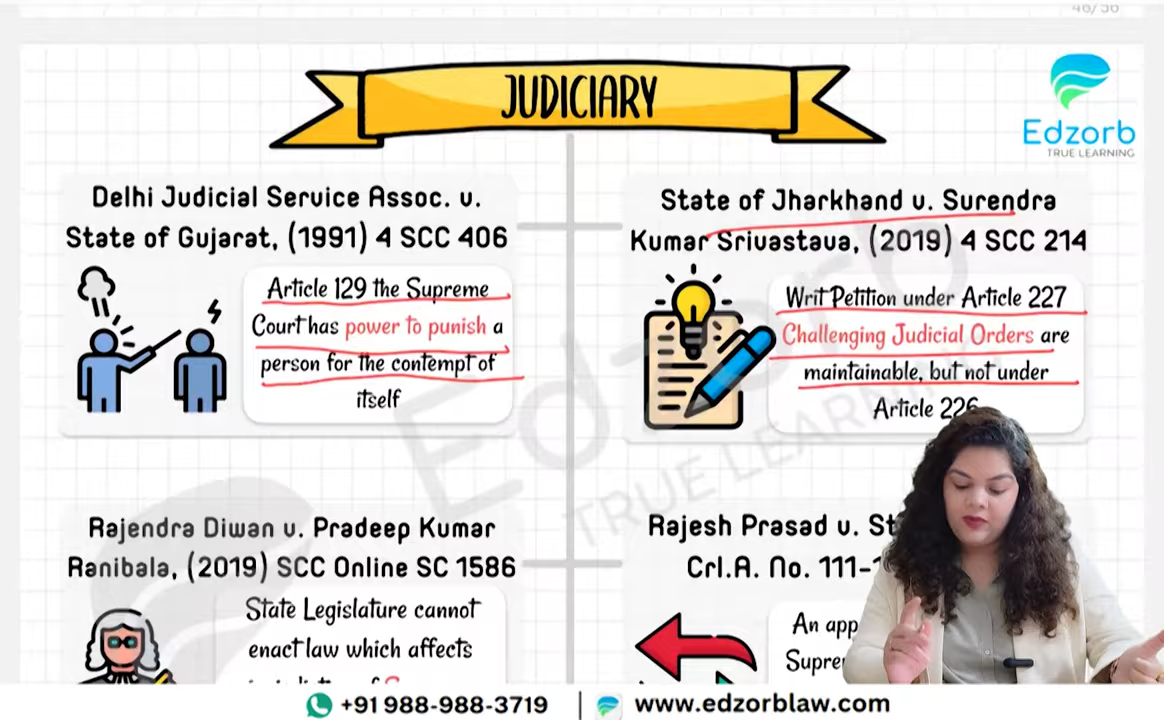 46/56
JUDICIARY
Edzorb
TRUE LEARNING
Delhi Judicial Service Assoc. v.
State of Gujarat, (1991) 4 SCC 406
Article 129 the Supreme
Court has power to punish a
person for the contempt of
itself
State of Jharkhand v. Surendra
Kumar Srivastava, (2019) 4 SCC 214
Writ Petition under Article 227
Challenging Judicial Orders are
maintainable, but not under
Article 226
Edzorb
TRUE LEARNING
Rajendra Diwan v. Pradeep Kumar
Ranibala, (2019) SCC Online SC 1586
State Legislature cannot
enact law which affects
Rajesh Prasad v.
Crl.A. No. 111-
An
+91 988-988-3719
www.edzorblaw.com